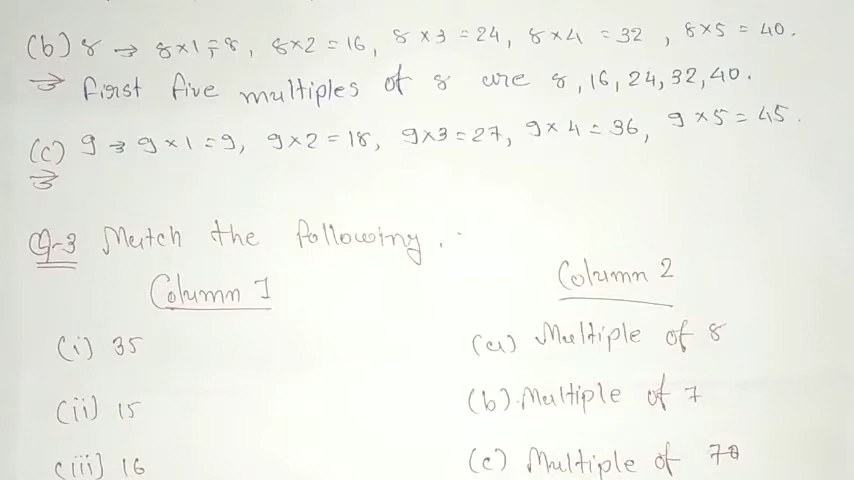 (b) 8 → 8×1=8, 8×2=16, 8×3=24, 8×4=32, 8×5=40.
⇒ first five multiples of 8 are 8,16,24,32,40.
(c) 9 → 9×1=9, 9×2=18, 9×3=27, 9×4=36, 9×5=45.
⇒
Q-3 Match the following.
Column 1 Column 2
(i) 35 (a) Multiple of 8
(ii) 15 (b) Multiple of 7
(iii) 16 (c) Multiple of 70